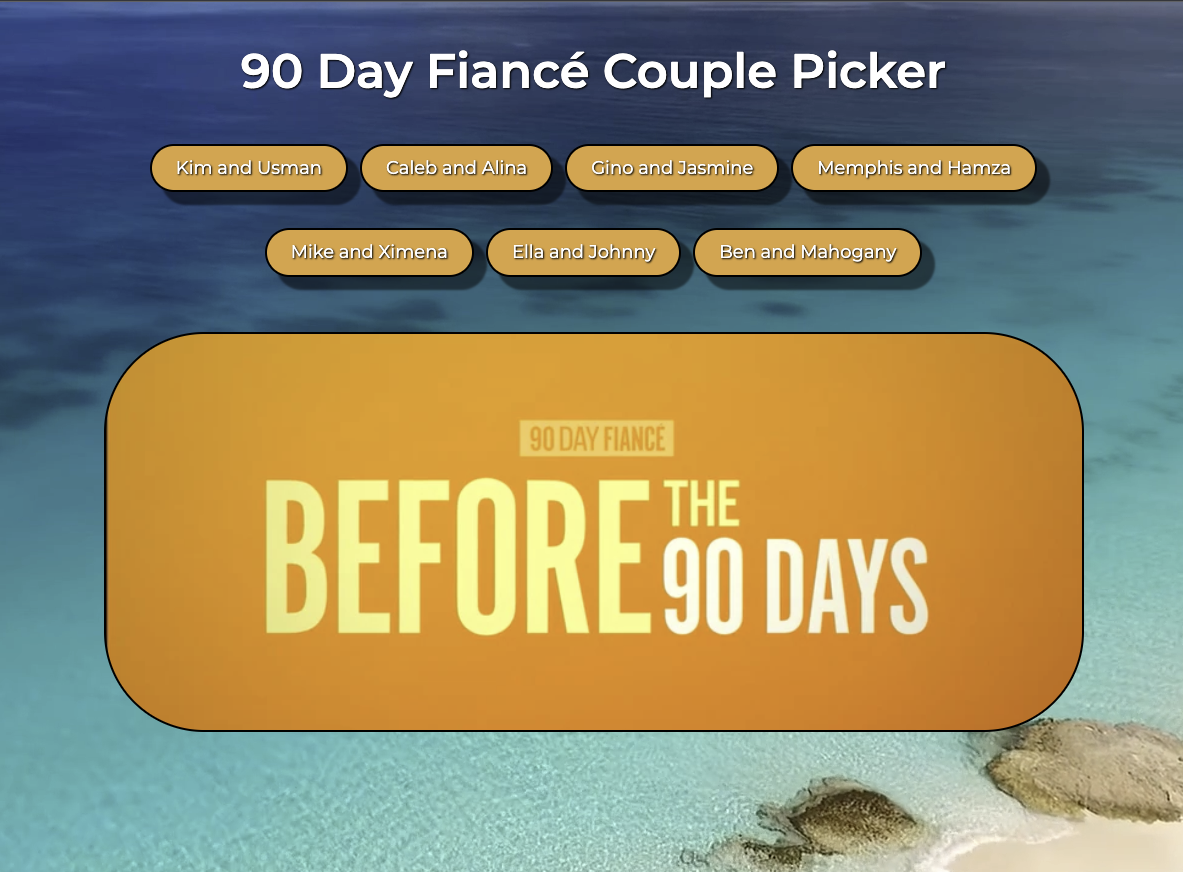 90 Day Fiancé Couple Picker
Kim and Usman Caleb and Alina Gino and Jasmine Memphis and Hamza
Mike and Ximena Ella and Johnny Ben and Mahogany
90 DAY FIANCÉ
BEFORE THE
90 DAYS